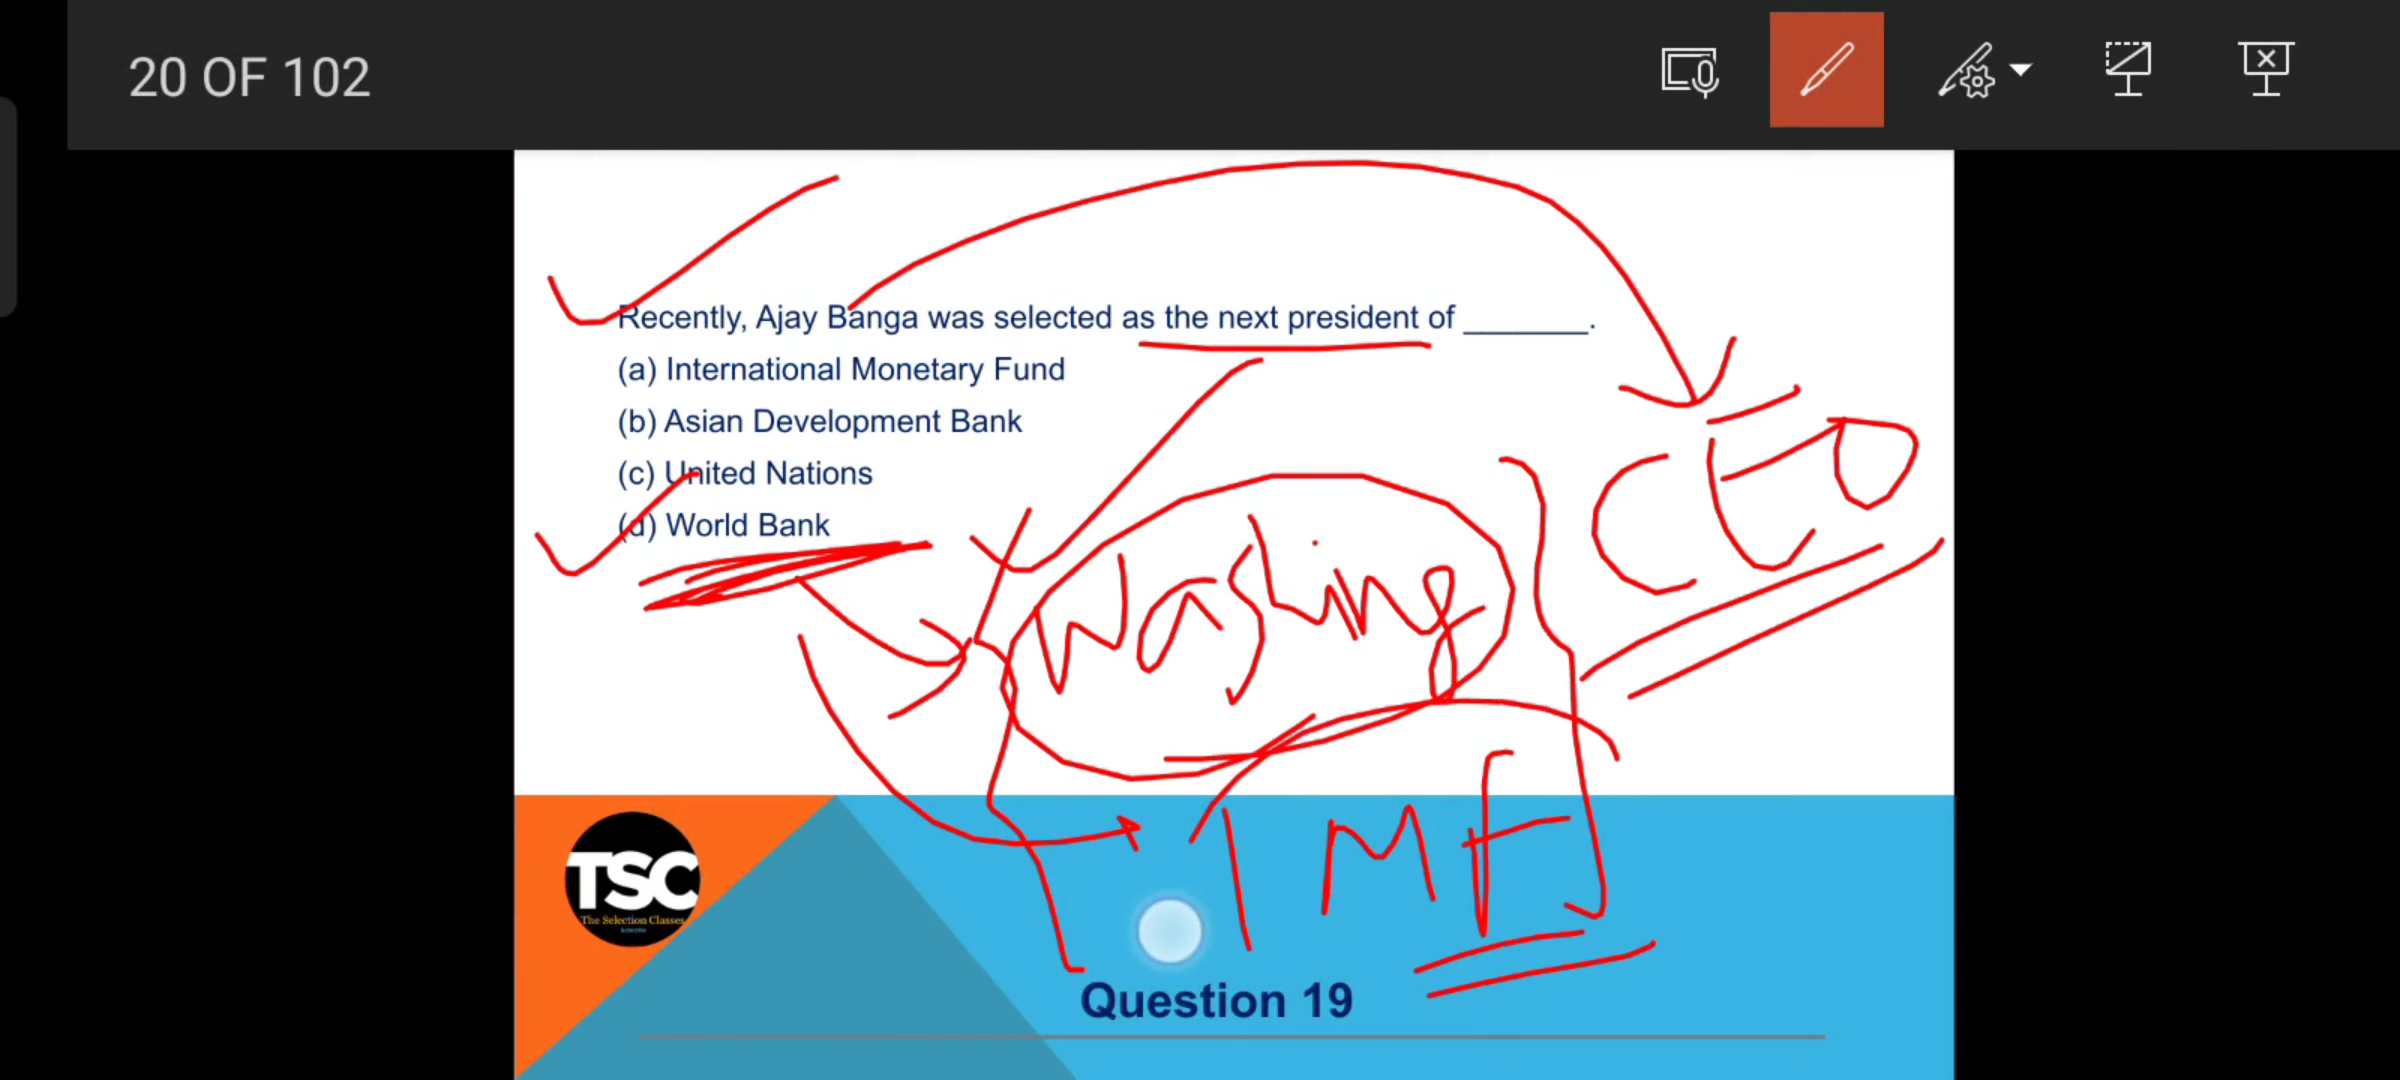 20 OF 102
Recently, Ajay Banga was selected as the next president of _______.
(a) International Monetary Fund
(b) Asian Development Bank
(c) United Nations
(d) World Bank
CEO
Washing
IMF
TSC
The Selection Classes
Question 19